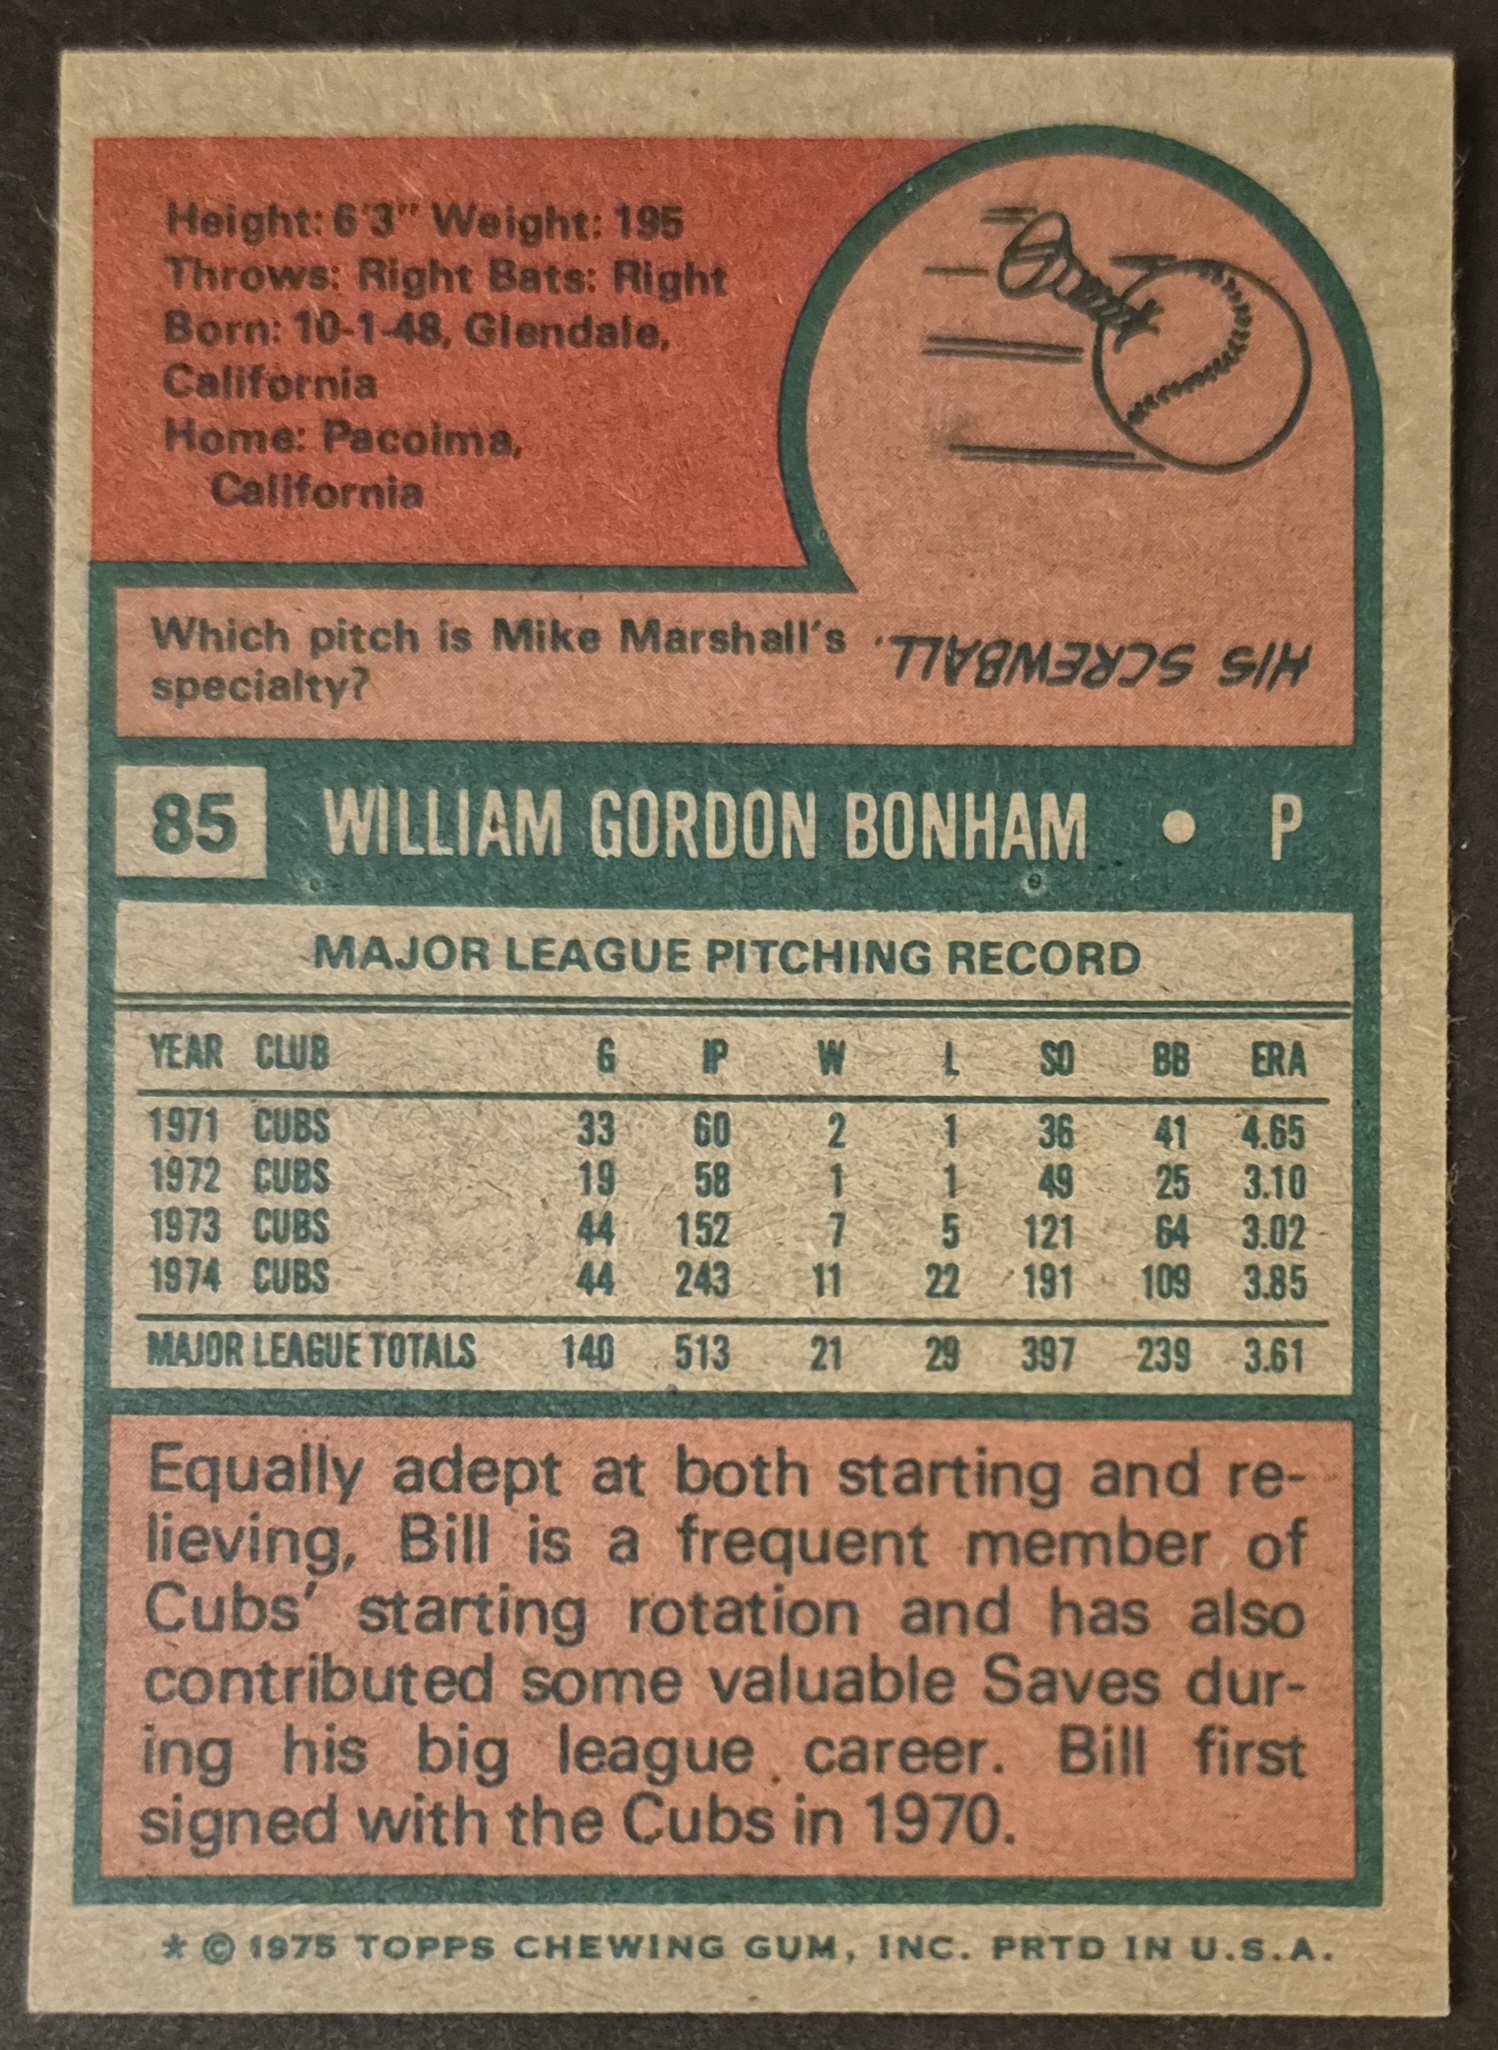 Height: 6'3" Weight: 195
Throws: Right Bats: Right
Born: 10-1-48, Glendale,
California
Home: Pacoima,
California
Which pitch is Mike Marshall's
specialty?
HIS SCREWBALL.
85 WILLIAM GORDON BONHAM • P
MAJOR LEAGUE PITCHING RECORD
YEAR CLUB G IP W L SO BB ERA
1971 CUBS 33 60 2 1 36 41 4.65
1972 CUBS 19 58 1 1 49 25 3.10
1973 CUBS 44 152 7 5 121 64 3.02
1974 CUBS 44 243 11 22 191 109 3.85
MAJOR LEAGUE TOTALS 140 513 21 29 397 239 3.61
Equally adept at both starting and re-
lieving, Bill is a frequent member of
Cubs' starting rotation and has also
contributed some valuable Saves dur-
ing his big league career. Bill first
signed with the Cubs in 1970.
* © 1975 TOPPS CHEWING GUM, INC. PRTD IN U.S.A.